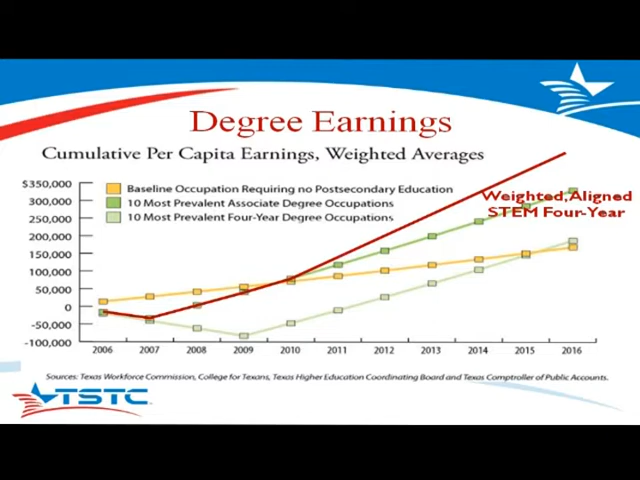 Degree Earnings
Cumulative Per Capita Earnings, Weighted Averages
$350,000
300,000
250,000
200,000
150,000
100,000
50,000
0
-50,000
-100,000
Baseline Occupation Requiring no Postsecondary Education
10 Most Prevalent Associate Degree Occupations
10 Most Prevalent Four-Year Degree Occupations
Weighted, Aligned
STEM Four-Year
2006 2007 2008 2009 2010 2011 2012 2013 2014 2015 2016
Sources: Texas Workforce Commission, College for Texans, Texas Higher Education Coordinating Board and Texas Comptroller of Public Accounts.
TSTC